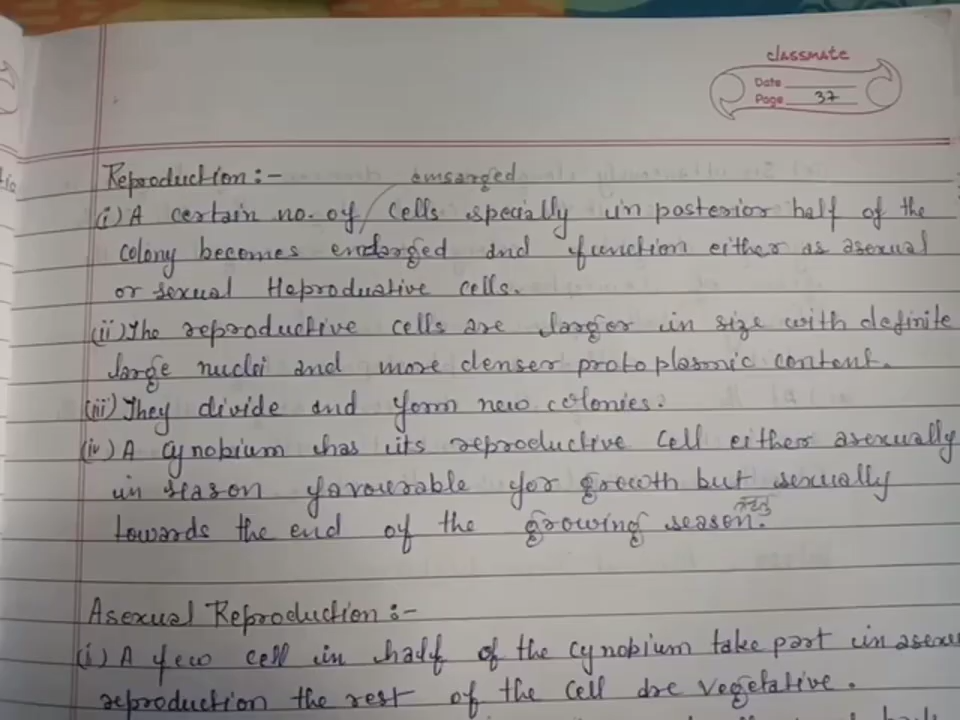 classmate
Date
Page 37
Reproduction :-
emsarged
(i) A certain no. of cells specially in posterior half of the
colony becomes enlarged and function either as asexual
or sexual Heproductive cells.
(ii) The reproductive cells are larger in size with definite
large nuclei and more denser protoplasmic content.
(iii) They divide and form new colonies.
(iv) A cynobium has its reproductive cell either asexually
in season favourable for growth but sexually
towards the end of the growing season.
Asexual Reproduction :-
(i) A few cell in half of the cynobium take part in asexu
reproduction the rest of the cell are vegetative.